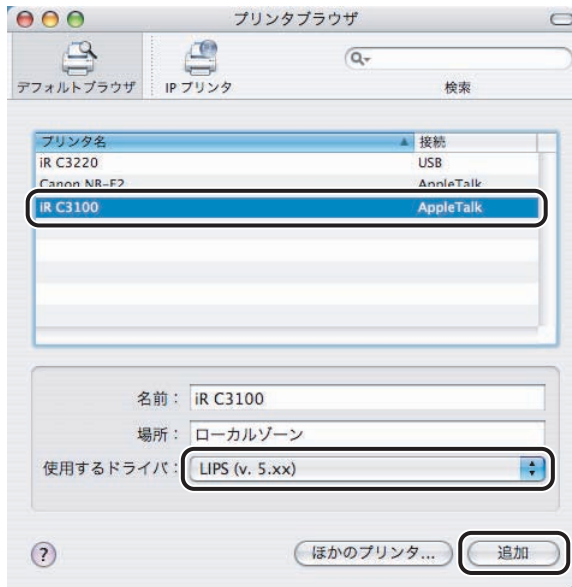 プリンタブラウザ
デフォルトブラウザ
IP プリンタ
検索
プリンタ名 接続
iR C3220 USB
Canon NB-F2 AppleTalk
iR C3100 AppleTalk
名前： iR C3100
場所： ローカルゾーン
使用するドライバ： LIPS (v. 5.xx)
? ほかのプリンタ... 追加